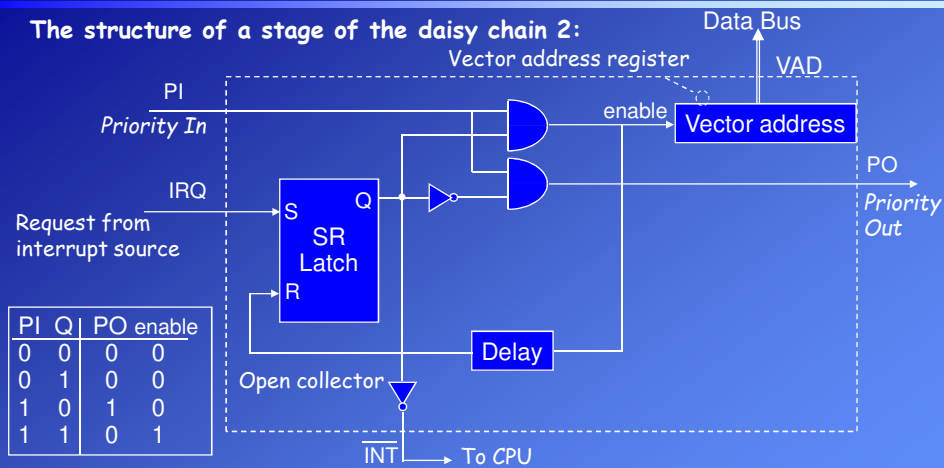 The structure of a stage of the daisy chain 2:
Data Bus
Vector address register
VAD
PI
Priority In
enable
Vector address
PO
Priority
Out
IRQ
Request from
interrupt source
S
Q
SR
Latch
R
Delay
Open collector
INT
To CPU
PI Q PO enable
0 0 0 0
0 1 0 0
1 0 1 0
1 1 0 1